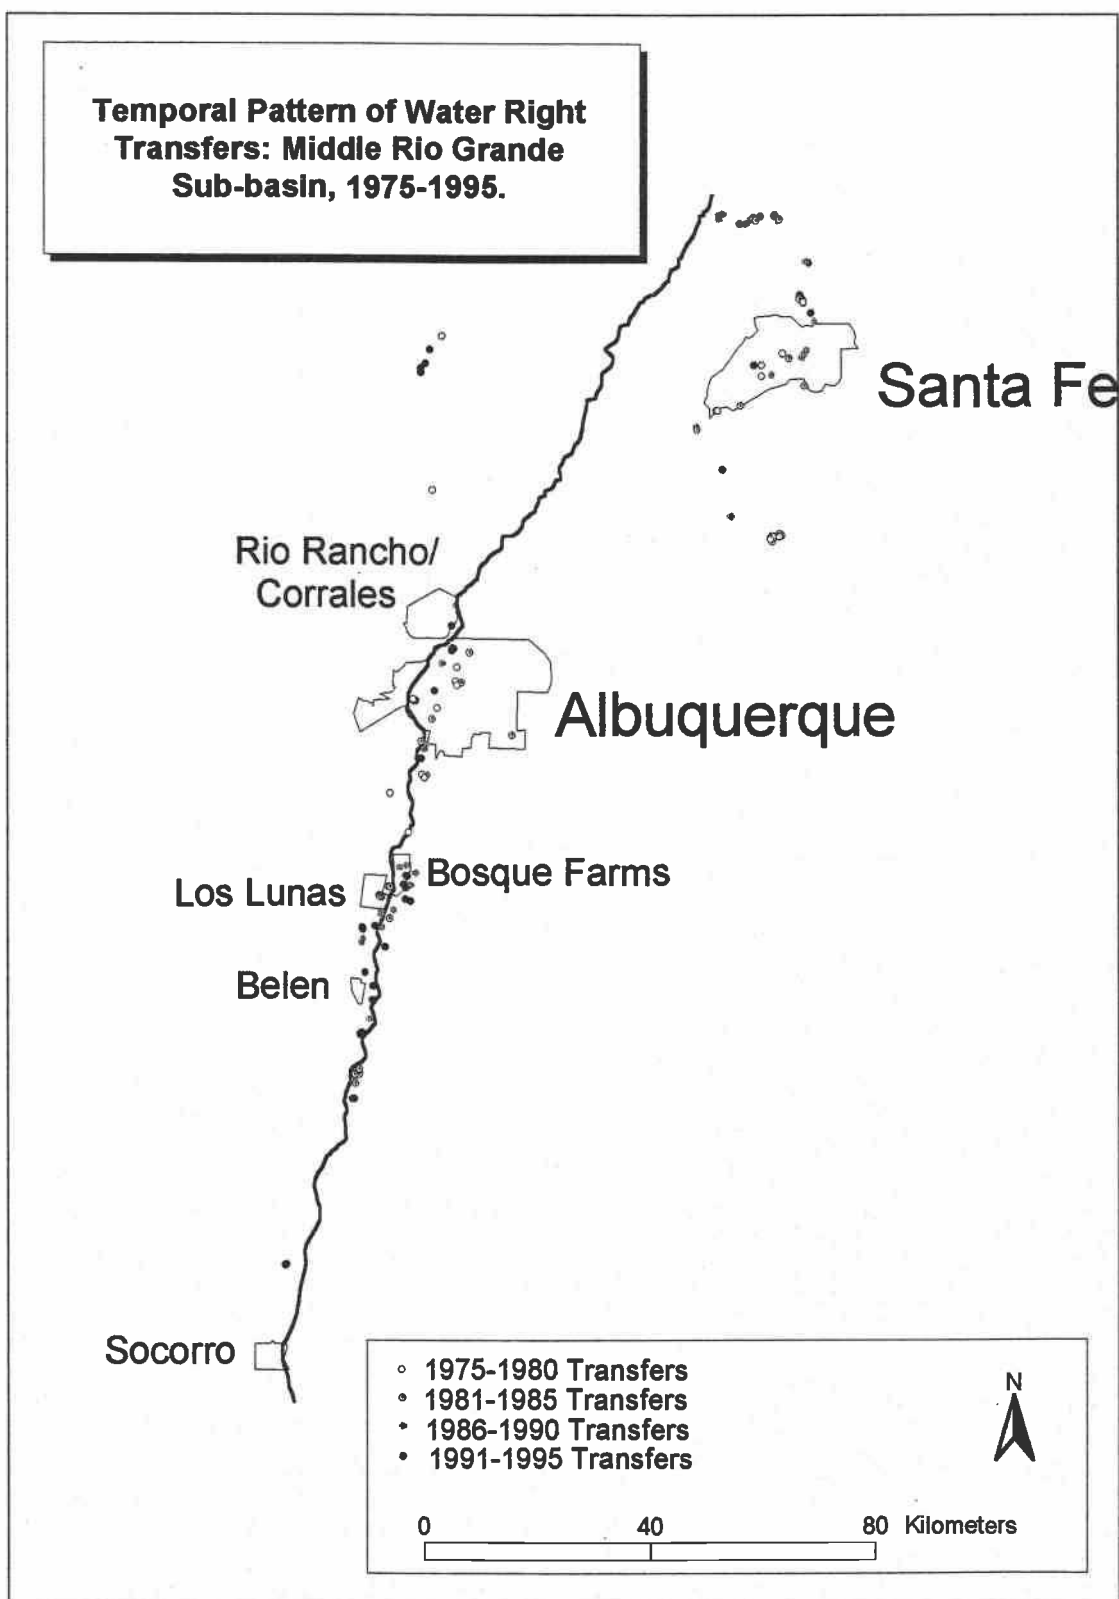 Temporal Pattern of Water Right
Transfers: Middle Rio Grande
Sub-basin, 1975-1995.
Santa Fe
Rio Rancho/
Corrales
Albuquerque
Bosque Farms
Los Lunas
Belen
Socorro
1975-1980 Transfers
1981-1985 Transfers
1986-1990 Transfers
1991-1995 Transfers
N
0 40 80 Kilometers